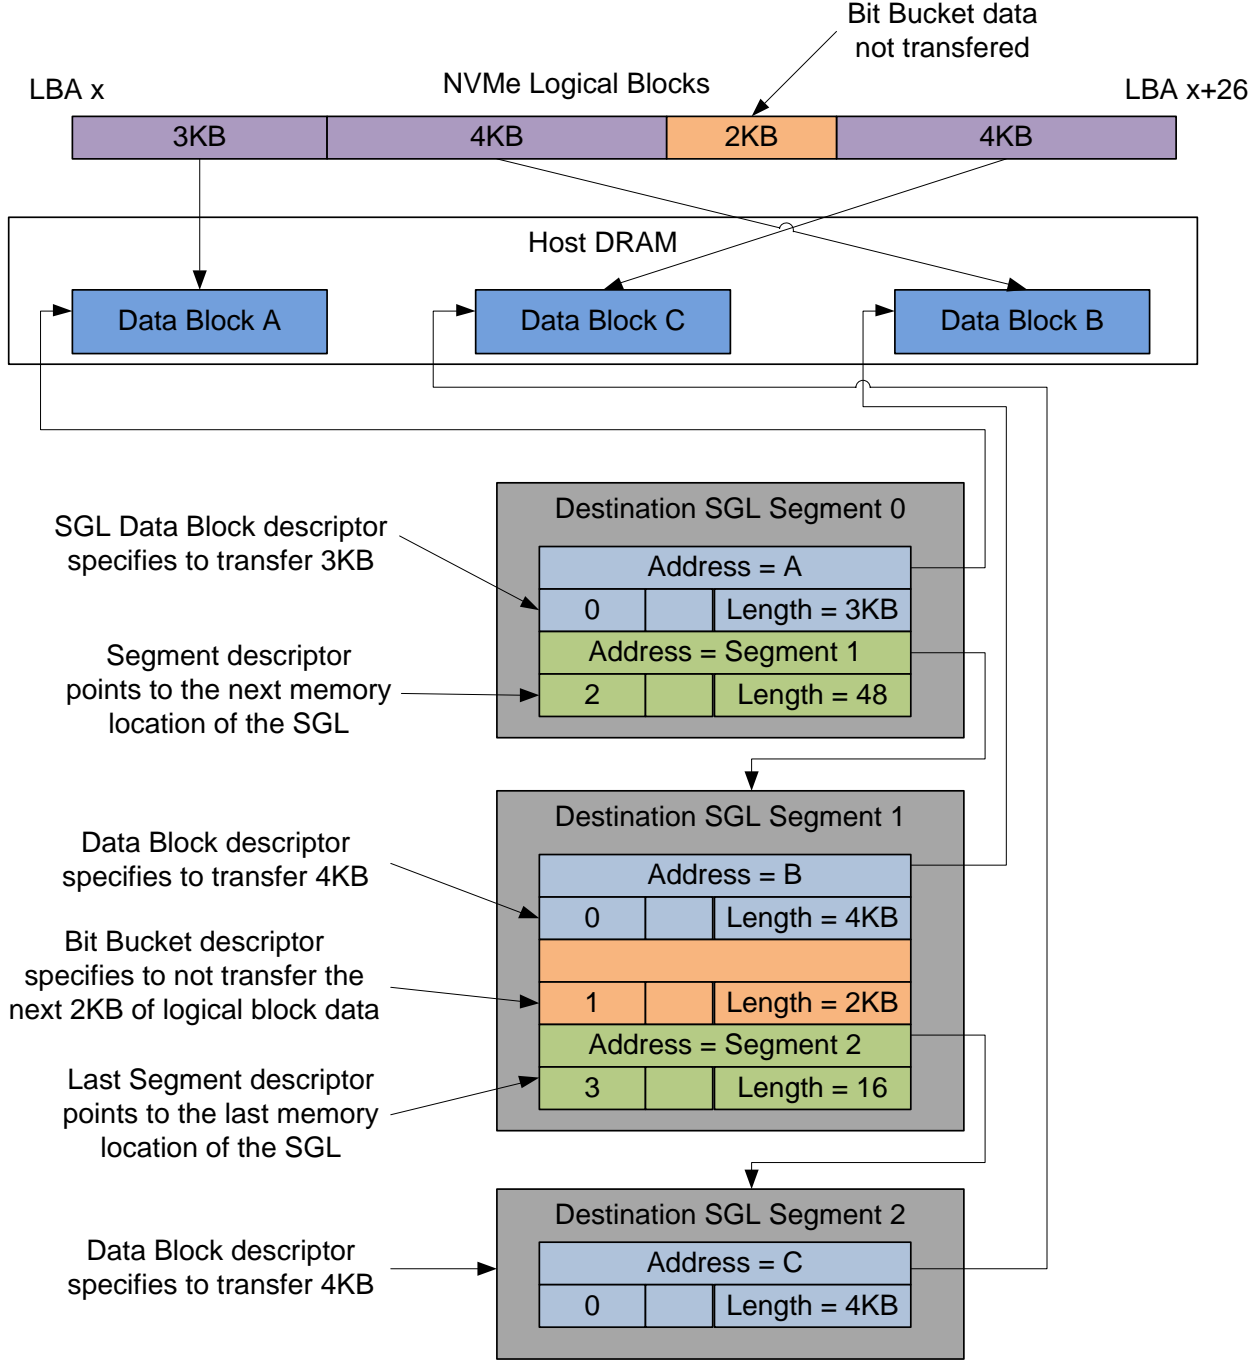 Bit Bucket data
not transfered
LBA x
NVMe Logical Blocks
LBA x+26
3KB
4KB
2KB
4KB
Host DRAM
Data Block A
Data Block C
Data Block B
Destination SGL Segment 0
SGL Data Block descriptor
specifies to transfer 3KB
Address = A
0
Length = 3KB
Segment descriptor
points to the next memory
location of the SGL
Address = Segment 1
2
Length = 48
Destination SGL Segment 1
Data Block descriptor
specifies to transfer 4KB
Address = B
0
Length = 4KB
Bit Bucket descriptor
specifies to not transfer the
next 2KB of logical block data
1
Length = 2KB
Address = Segment 2
Last Segment descriptor
points to the last memory
location of the SGL
3
Length = 16
Destination SGL Segment 2
Data Block descriptor
specifies to transfer 4KB
Address = C
0
Length = 4KB